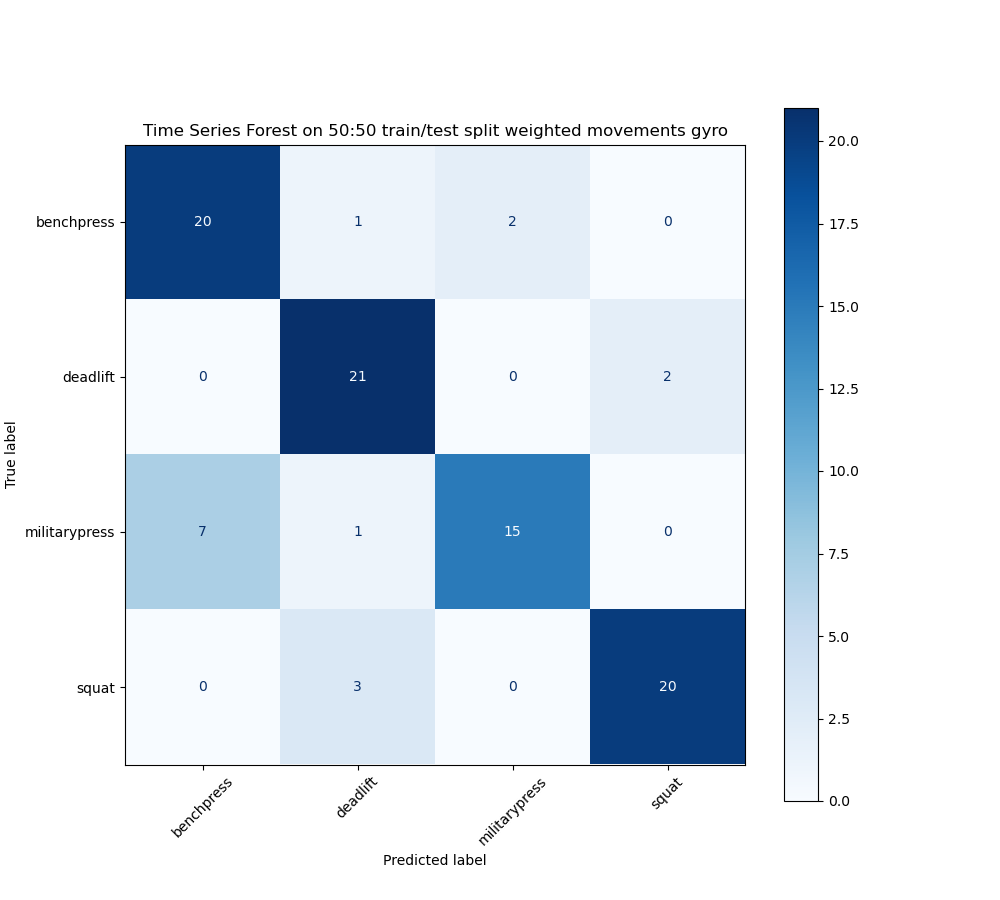 Time Series Forest on 50:50 train/test split weighted movements gyro
True label
benchpress 20 1 2 0
deadlift 0 21 0 2
militarypress 7 1 15 0
squat 0 3 0 20
benchpress deadlift militarypress squat
Predicted label
20.0
17.5
15.0
12.5
10.0
7.5
5.0
2.5
0.0